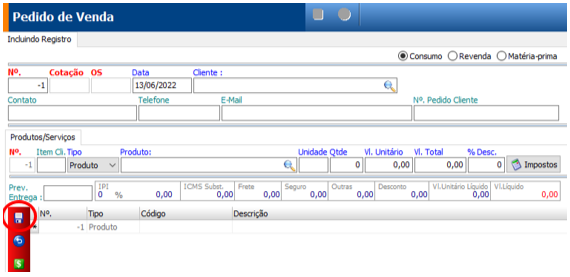 Pedido de Venda
Incluindo Registro
Consumo Revenda Matéria-prima
Nº. Cotação OS Data Cliente :
-1 13/06/2022
Contato Telefone E-Mail Nº. Pedido Cliente
Produtos/Serviços
Nº. Item Cli. Tipo Produto: Unidade Qtde Vl. Unitário Vl. Total % Desc.
-1 Produto 0 0,00 0,00 0 Impostos
Prev. Entrega : IPI ICMS Subst. Frete Seguro Outras Desconto Vl.Unitário Líquido Vl.Líquido
0 % 0,00 0,00 0,00 0,00 0,00 0,00 0,00 0,00
Nº. Tipo Código Descrição
-1 Produto